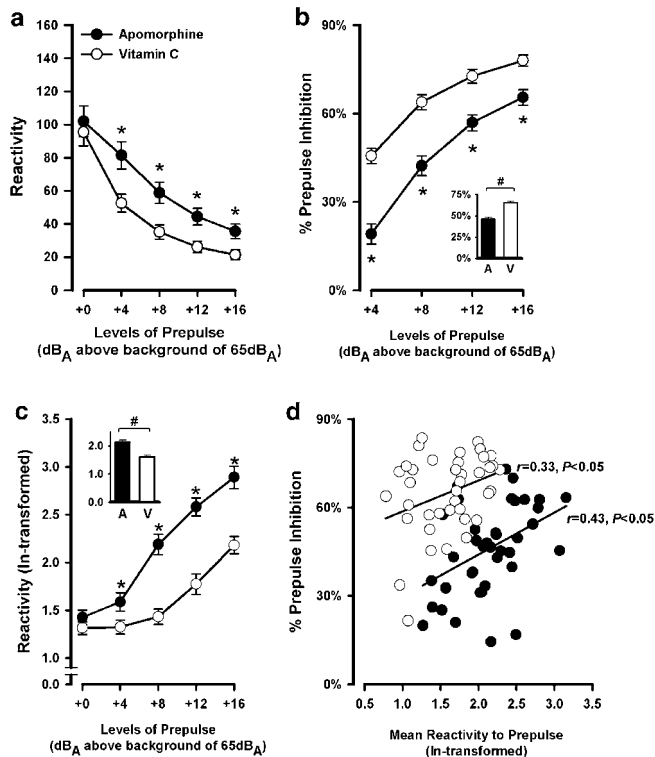 a
Apomorphine
Vitamin C
160
140
120
100
80
60
40
20
0
Reactivity
*
*
*
*
+0 +4 +8 +12 +16
Levels of Prepulse
(dBA above background of 65dBA)
b
90%
60%
30%
0%
% Prepulse Inhibition
*
*
*
*
75%
50%
25%
0%
#
A V
+4 +8 +12 +16
Levels of Prepulse
(dBA above background of 65dBA)
c
3.5
3.0
2.5
2.0
1.5
1.0
0.0
Reactivity (ln-transformed)
#
2.0
1.0
0.0
A V
*
*
*
*
+0 +4 +8 +12 +16
Levels of Prepulse
(dBA above background of 65dBA)
d
90%
60%
30%
0%
% Prepulse Inhibition
r=0.33, P<0.05
r=0.43, P<0.05
0.5 1.0 1.5 2.0 2.5 3.0 3.5
Mean Reactivity to Prepulse
(ln-transformed)